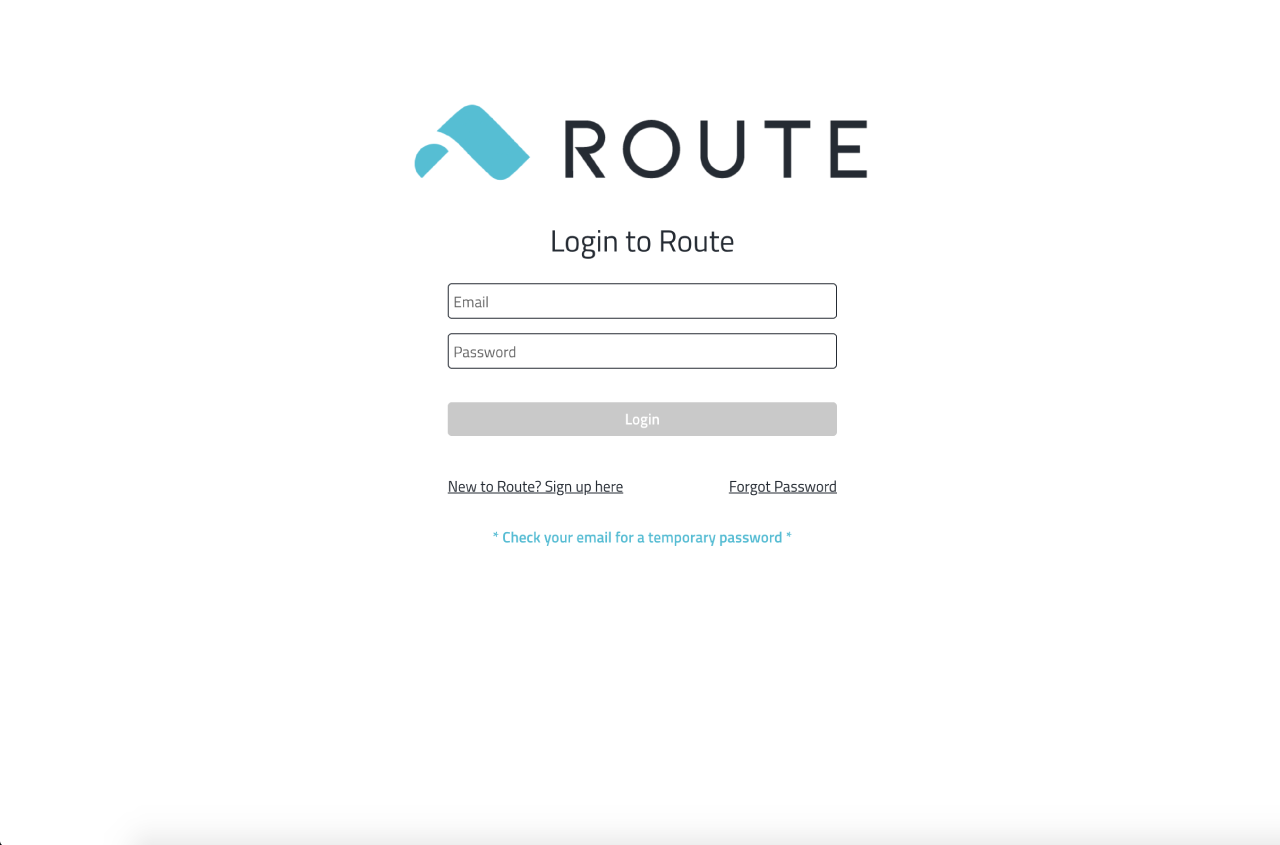 ROUTE
Login to Route
Email
Password
Login
New to Route? Sign up here
Forgot Password
* Check your email for a temporary password *